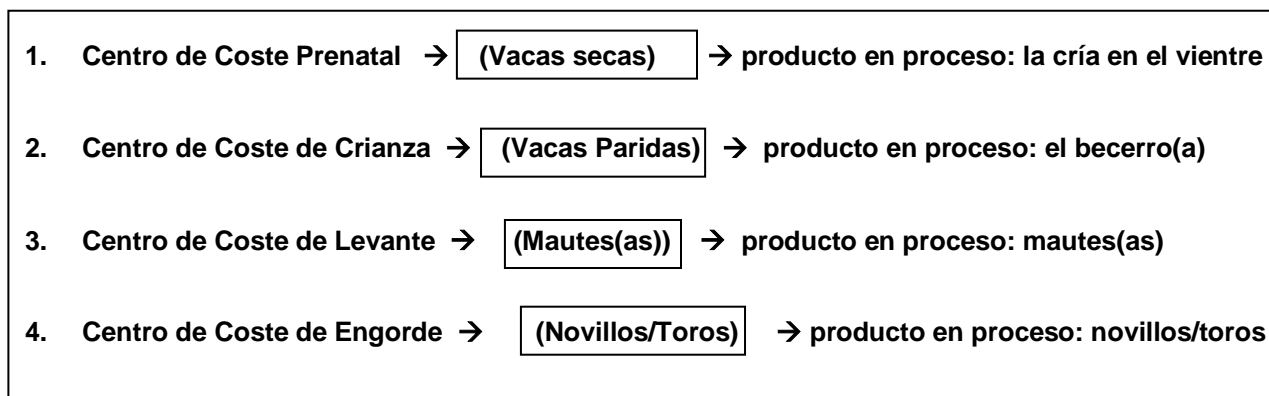 1. Centro de Coste Prenatal → (Vacas secas) → producto en proceso: la cría en el vientre
2. Centro de Coste de Crianza → (Vacas Paridas) → producto en proceso: el becerro(a)
3. Centro de Coste de Levante → (Mautes(as)) → producto en proceso: mautes(as)
4. Centro de Coste de Engorde → (Novillos/Toros) → producto en proceso: novillos/toros